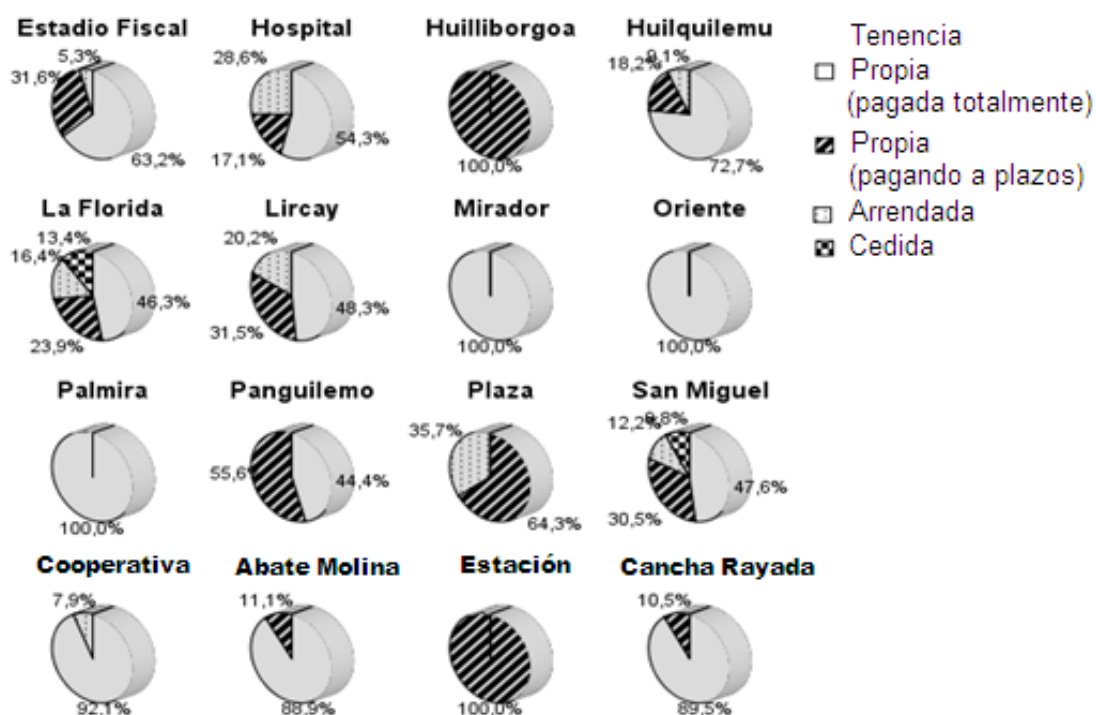 Estadio Fiscal
5,3%
31,6%
63,2%
Hospital
28,6%
17,1%
54,3%
Huilliborgoa
100,0%
Huilquilemu
9,1%
18,2%
72,7%
Tenencia
Propia
(pagada totalmente)
Propia
(pagando a plazos)
Arrendada
Cedida
La Florida
13,4%
16,4%
46,3%
23,9%
Lircay
20,2%
48,3%
31,5%
Mirador
100,0%
Oriente
100,0%
Palmira
100,0%
Panguilemo
55,6%
44,4%
Plaza
35,7%
64,3%
San Miguel
9,8%
12,2%
47,6%
30,5%
Cooperativa
7,9%
92,1%
Abate Molina
11,1%
88,9%
Estación
100,0%
Cancha Rayada
10,5%
89,5%